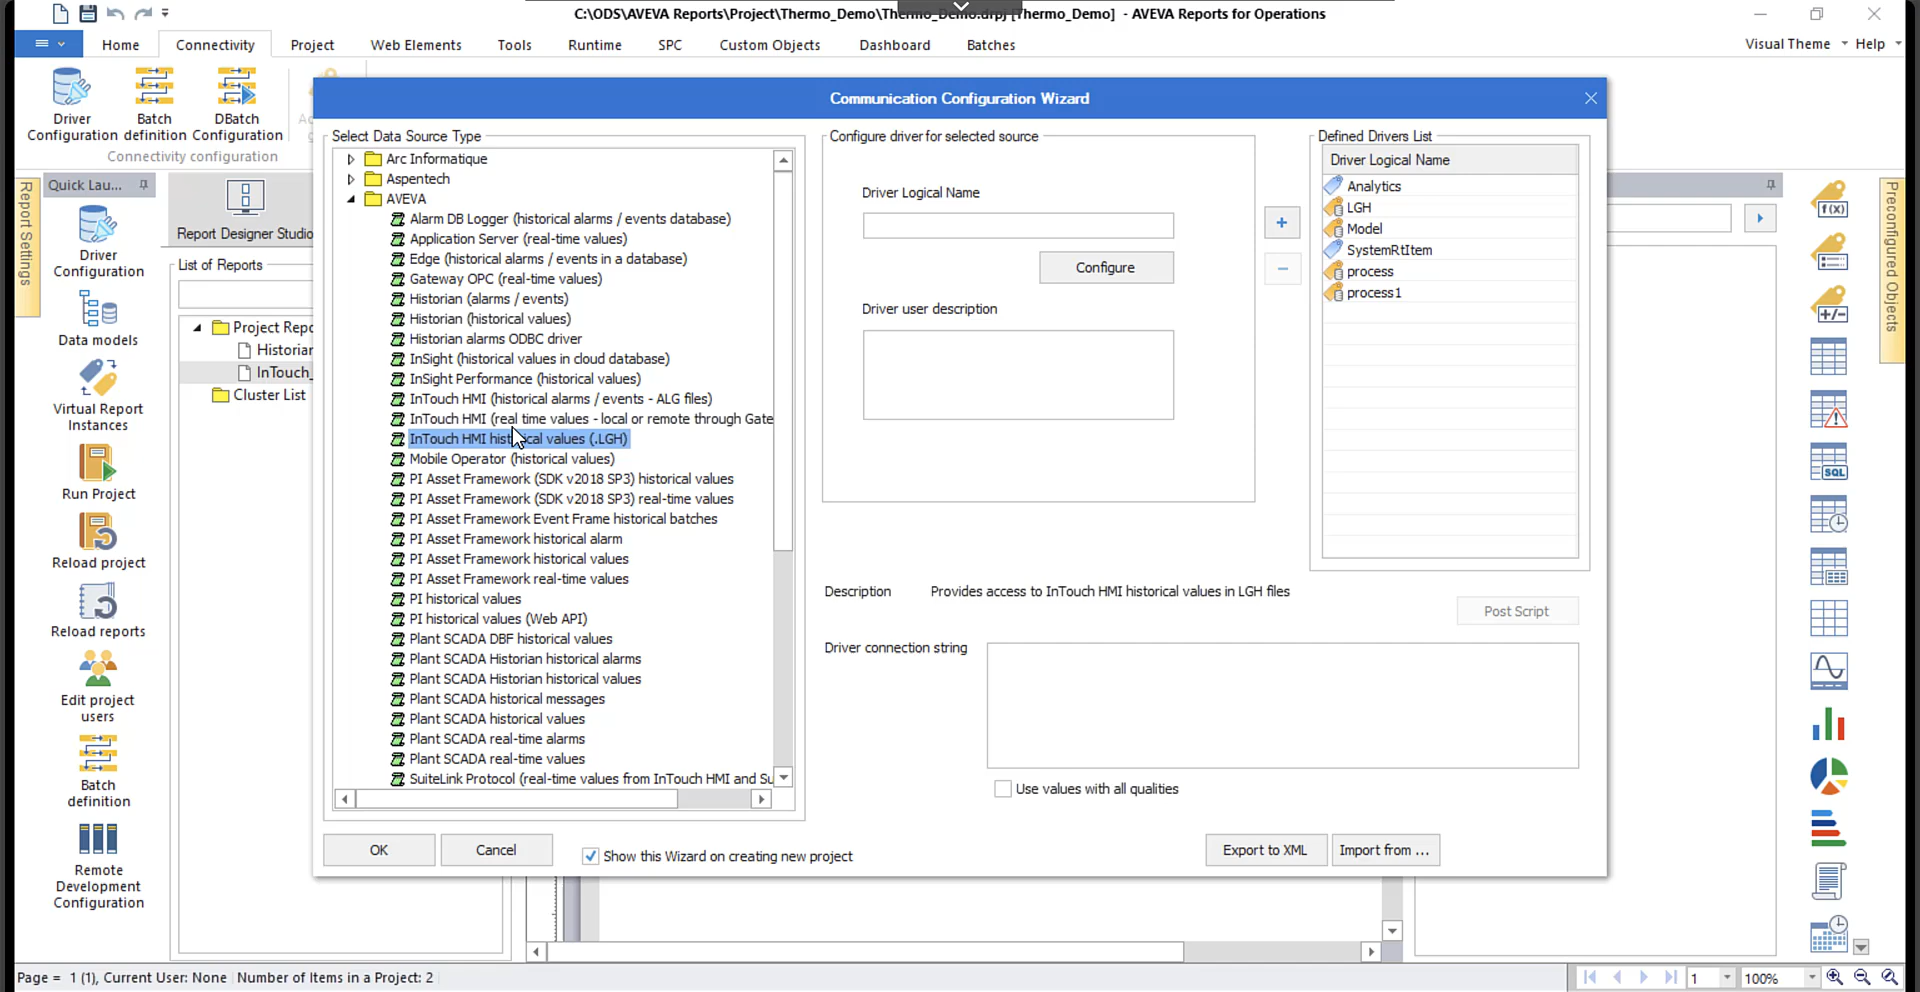 C:\ODS\AVEVA Reports\Project\Thermo_Demo\Thermo_Demo.drpj [Thermo_Demo] - AVEVA Reports for Operations
Home Connectivity Project Web Elements Tools Runtime SPC Custom Objects Dashboard Batches Visual Theme Help
Driver Configuration
Batch definition
DBatch Configuration
Connectivity configuration
Report Settings
Quick Lau...
Driver Configuration
Data models
Virtual Report Instances
Run Project
Reload project
Reload reports
Edit project users
Batch definition
Remote Development Configuration
Report Designer Studio
List of Reports
Project Repo
Historian
InTouch_
Cluster List
Communication Configuration Wizard
Select Data Source Type
Arc Informatique
Aspentech
AVEVA
Alarm DB Logger (historical alarms / events database)
Application Server (real-time values)
Edge (historical alarms / events in a database)
Gateway OPC (real-time values)
Historian (alarms / events)
Historian (historical values)
Historian alarms ODBC driver
InSight (historical values in cloud database)
InSight Performance (historical values)
InTouch HMI (historical alarms / events - ALG files)
InTouch HMI (real time values - local or remote through Gate
InTouch HMI historical values (.LGH)
Mobile Operator (historical values)
PI Asset Framework (SDK v2018 SP3) historical values
PI Asset Framework (SDK v2018 SP3) real-time values
PI Asset Framework Event Frame historical batches
PI Asset Framework historical alarm
PI Asset Framework historical values
PI Asset Framework real-time values
PI historical values
PI historical values (Web API)
Plant SCADA DBF historical values
Plant SCADA Historian historical alarms
Plant SCADA Historian historical values
Plant SCADA historical messages
Plant SCADA historical values
Plant SCADA real-time alarms
Plant SCADA real-time values
SuiteLink Protocol (real-time values from InTouch HMI and Su
Configure driver for selected source
Driver Logical Name
Configure
Driver user description
+
−
Defined Drivers List
Driver Logical Name
Analytics
LGH
Model
SystemRtItem
process
process1
Description Provides access to InTouch HMI historical values in LGH files
Post Script
Driver connection string
Use values with all qualities
OK
Cancel
Show this Wizard on creating new project
Export to XML
Import from ...
f(x)
+/-
SQL
Preconfigured Objects
Page = 1 (1), Current User: None Number of Items in a Project: 2
1
100%